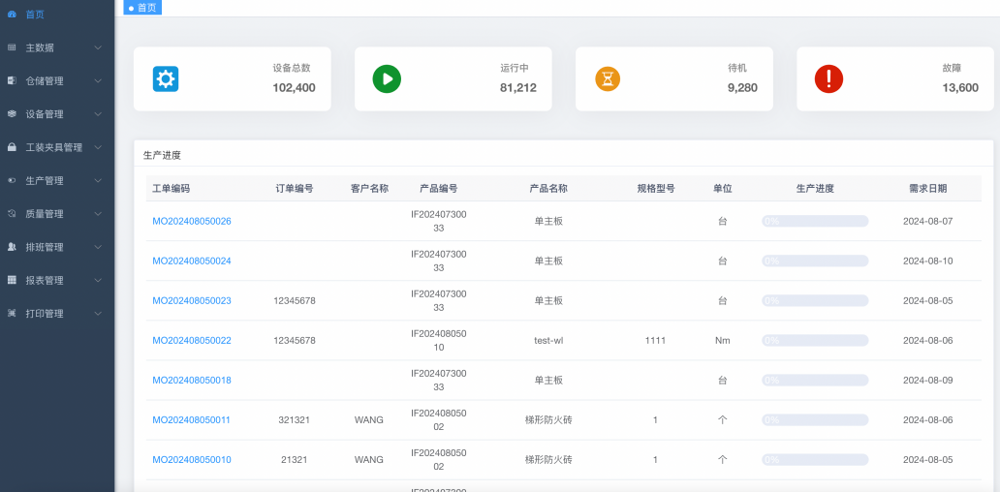 首页
主数据
仓储管理
设备管理
工装夹具管理
生产管理
质量管理
排班管理
报表管理
打印管理
首页
设备总数
102,400
运行中
81,212
待机
9,280
故障
13,600
生产进度
工单编码 订单编号 客户名称 产品编号 产品名称 规格型号 单位 生产进度 需求日期
MO202408050026 IF20240730033 单主板 台 0% 2024-08-07
MO202408050024 IF20240730033 单主板 台 0% 2024-08-10
MO202408050023 12345678 IF20240730033 单主板 台 0% 2024-08-05
MO202408050022 12345678 IF20240805010 test-wl 1111 Nm 0% 2024-08-06
MO202408050018 IF20240730033 单主板 台 0% 2024-08-09
MO202408050011 321321 WANG IF20240805002 梯形防火砖 1 个 0% 2024-08-06
MO202408050010 21321 WANG IF20240805002 梯形防火砖 1 个 0% 2024-08-05